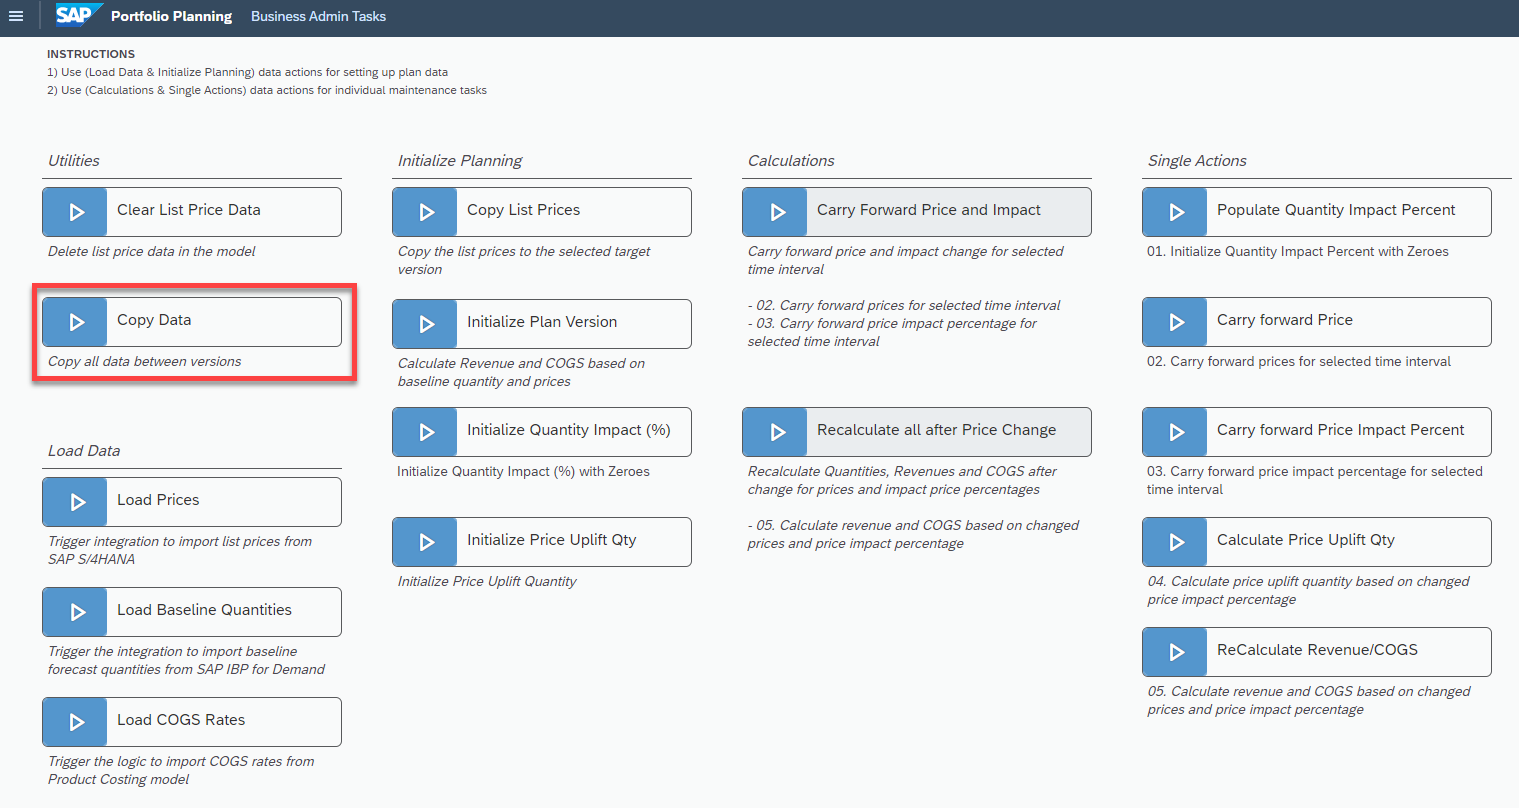 SAP Portfolio Planning Business Admin Tasks
INSTRUCTIONS
1) Use (Load Data & Initialize Planning) data actions for setting up plan data
2) Use (Calculations & Single Actions) data actions for individual maintenance tasks
Utilities
Clear List Price Data
Delete list price data in the model
Copy Data
Copy all data between versions
Load Data
Load Prices
Trigger integration to import list prices from
SAP S/4HANA
Load Baseline Quantities
Trigger the integration to import baseline
forecast quantities from SAP IBP for Demand
Load COGS Rates
Trigger the logic to import COGS rates from
Product Costing model
Initialize Planning
Copy List Prices
Copy the list prices to the selected target
version
Initialize Plan Version
Calculate Revenue and COGS based on
baseline quantity and prices
Initialize Quantity Impact (%)
Initialize Quantity Impact (%) with Zeroes
Initialize Price Uplift Qty
Initialize Price Uplift Quantity
Calculations
Carry Forward Price and Impact
Carry forward price and impact change for selected
time interval
- 02. Carry forward prices for selected time interval
- 03. Carry forward price impact percentage for
selected time interval
Recalculate all after Price Change
Recalculate Quantities, Revenues and COGS after
change for prices and impact price percentages
- 05. Calculate revenue and COGS based on changed
prices and price impact percentage
Single Actions
Populate Quantity Impact Percent
01. Initialize Quantity Impact Percent with Zeroes
Carry forward Price
02. Carry forward prices for selected time interval
Carry forward Price Impact Percent
03. Carry forward price impact percentage for selected
time interval
Calculate Price Uplift Qty
04. Calculate price uplift quantity based on changed
price impact percentage
ReCalculate Revenue/COGS
05. Calculate revenue and COGS based on changed
prices and price impact percentage